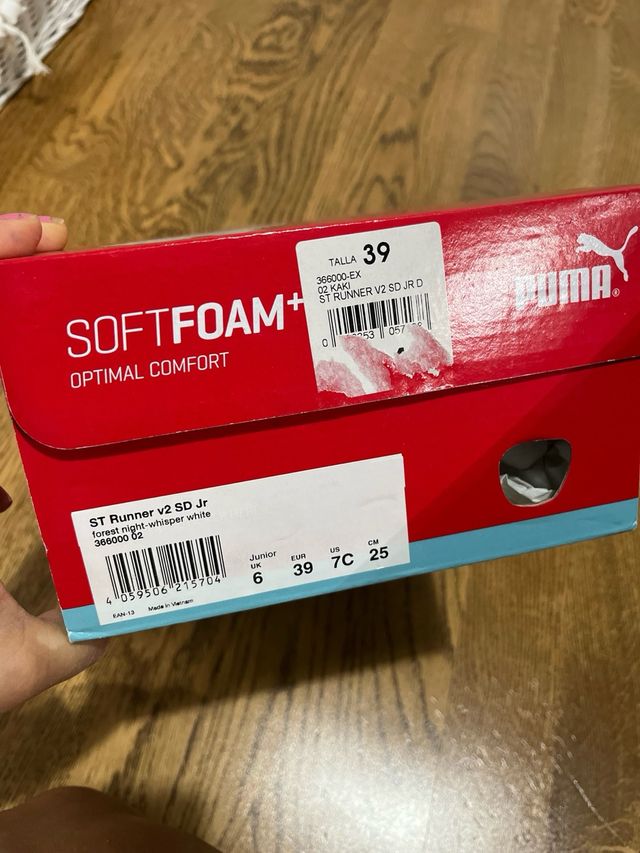 TALLA 39
366000-EX
02 KAKI
ST RUNNER V2 SD JR D
PUMA®
SOFTFOAM+
OPTIMAL COMFORT
ST Runner v2 SD Jr
forest night-whisper white
366000 02
4 059506 215704
EAN-13 Made in Vietnam
Junior
UK EUR US CM
6 39 7C 25